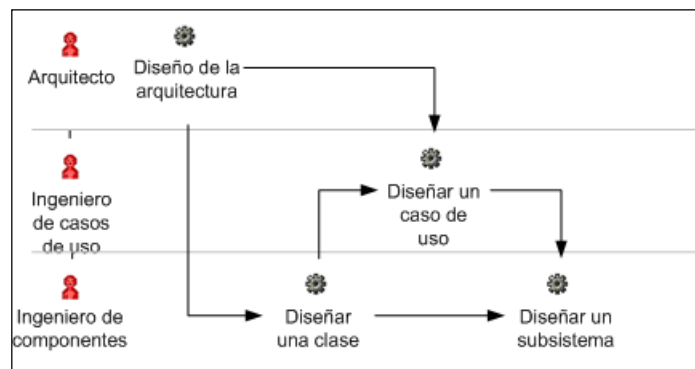 Arquitecto
Diseño de la
arquitectura
Ingeniero
de casos
de uso
Diseñar un
caso de
uso
Ingeniero de
componentes
Diseñar
una clase
Diseñar un
subsistema